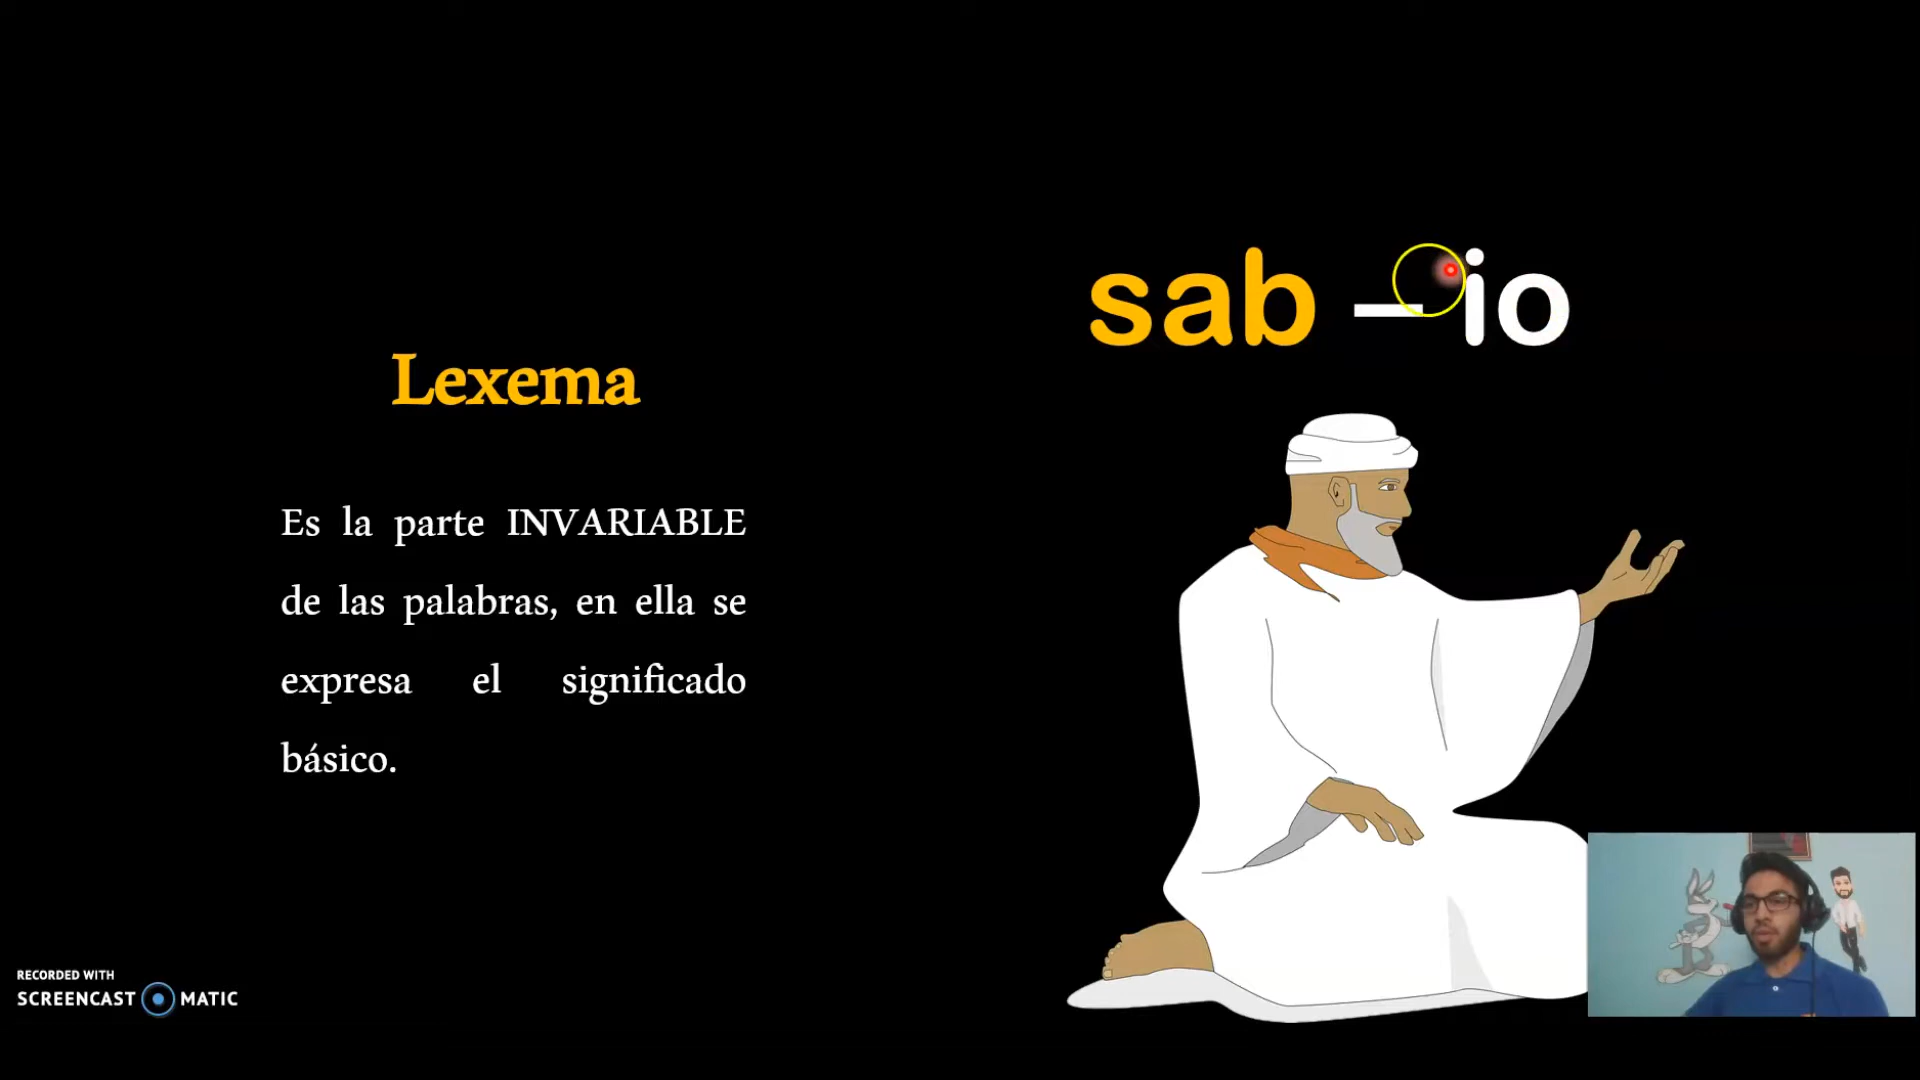 sab – io
Lexema
Es la parte INVARIABLE
de las palabras, en ella se
expresa el significado
básico.
RECORDED WITH
SCREENCAST MATIC